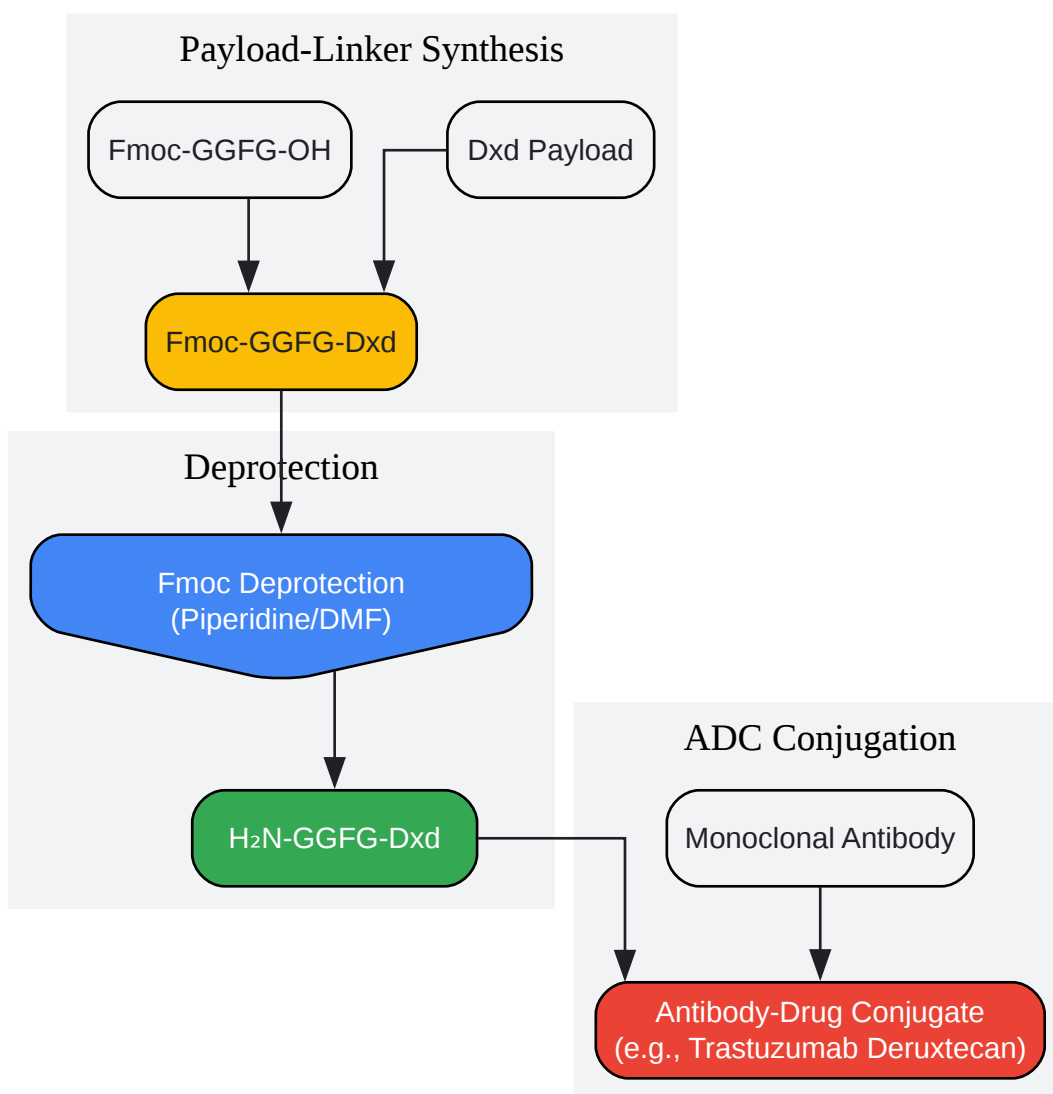 Payload-Linker Synthesis
Fmoc-GGFG-OH
Dxd Payload
Fmoc-GGFG-Dxd
Deprotection
Fmoc Deprotection
(Piperidine/DMF)
H₂N-GGFG-Dxd
ADC Conjugation
Monoclonal Antibody
Antibody-Drug Conjugate
(e.g., Trastuzumab Deruxtecan)